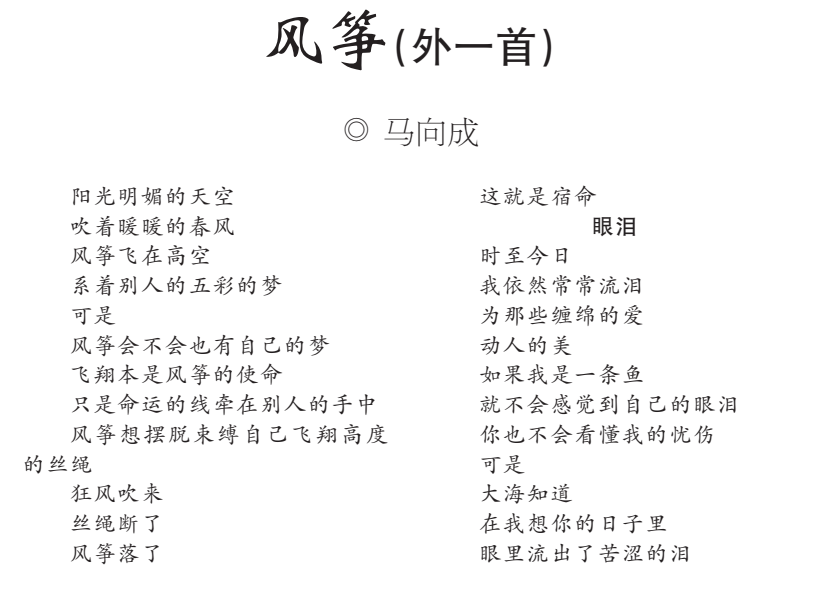 风筝(外一首)
◎ 马向成
阳光明媚的天空
吹着暖暖的春风
风筝飞在高空
系着别人的五彩的梦
可是
风筝会不会也有自己的梦
飞翔本是风筝的使命
只是命运的线牵在别人的手中
风筝想摆脱束缚自己飞翔高度
的丝绳
狂风吹来
丝绳断了
风筝落了
这就是宿命
眼泪
时至今日
我依然常常流泪
为那些缠绵的爱
动人的美
如果我是一条鱼
就不会感觉到自己的眼泪
你也不会看懂我的忧伤
可是
大海知道
在我想你的日子里
眼里流出了苦涩的泪